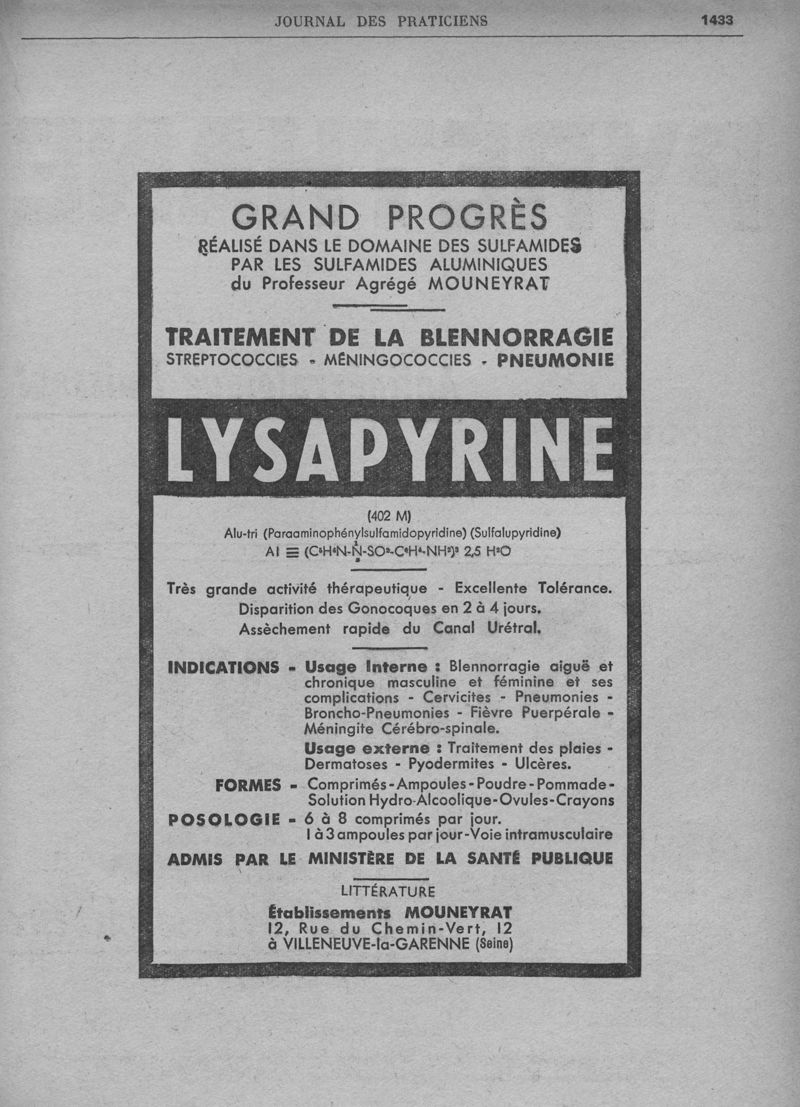 JOURNAL DES PRATICIENS 1433
GRAND PROGRÈS
RÉALISÉ DANS LE DOMAINE DES SULFAMIDES
PAR LES SULFAMIDES ALUMINIQUES
du Professeur Agrégé MOUNEYRAT
TRAITEMENT DE LA BLENNORRAGIE
STREPTOCOCCIES - MÉNINGOCOCCIES - PNEUMONIE
LYSAPYRINE
(402 M)
Alu-tri (Paraaminophénylsulfamidopyridine) (Sulfalupyridine)
Al ≡ (C⁵H⁴N-N-SO²-C⁶H⁴-NH²)³ 2,5 H²O
Très grande activité thérapeutique - Excellente Tolérance.
Disparition des Gonocoques en 2 à 4 jours.
Assèchement rapide du Canal Urétral.
INDICATIONS - Usage Interne : Blennorragie aiguë et
chronique masculine et féminine et ses
complications - Cervicites - Pneumonies -
Broncho-Pneumonies - Fièvre Puerpérale -
Méningite Cérébro-spinale.
Usage externe : Traitement des plaies -
Dermatoses - Pyodermites - Ulcères.
FORMES - Comprimés-Ampoules-Poudre-Pommade-
Solution Hydro-Alcoolique-Ovules-Crayons
POSOLOGIE - 6 à 8 comprimés par jour.
1 à 3 ampoules par jour-Voie intramusculaire
ADMIS PAR LE MINISTÈRE DE LA SANTÉ PUBLIQUE
LITTÉRATURE
Établissements MOUNEYRAT
12, Rue du Chemin-Vert, 12
à VILLENEUVE-la-GARENNE (Seine)